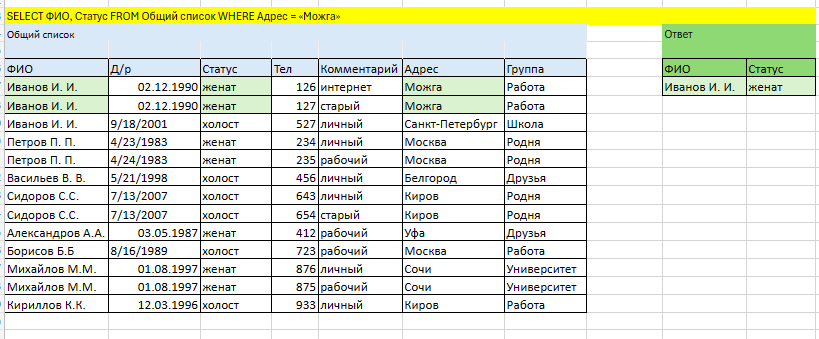 SELECT ФИО, Статус FROM Общий список WHERE Адрес = «Можга»
Общий список Ответ
ФИО Д/р Статус Тел Комментарий Адрес Группа ФИО Статус
Иванов И. И. 02.12.1990 женат 126 интернет Можга Работа Иванов И. И. женат
Иванов И. И. 02.12.1990 женат 127 старый Можга Работа
Иванов И. И. 9/18/2001 холост 527 личный Санкт-Петербург Школа
Петров П. П. 4/23/1983 женат 234 личный Москва Родня
Петров П. П. 4/24/1983 женат 235 рабочий Москва Родня
Васильев В. В. 5/21/1998 холост 456 личный Белгород Друзья
Сидоров С.С. 7/13/2007 холост 643 личный Киров Родня
Сидоров С.С. 7/13/2007 холост 654 старый Киров Родня
Александров А.А. 03.05.1987 женат 412 рабочий Уфа Друзья
Борисов Б.Б 8/16/1989 холост 723 рабочий Москва Работа
Михайлов М.М. 01.08.1997 женат 876 личный Сочи Университет
Михайлов М.М. 01.08.1997 женат 875 рабочий Сочи Университет
Кириллов К.К. 12.03.1996 холост 933 личный Киров Работа